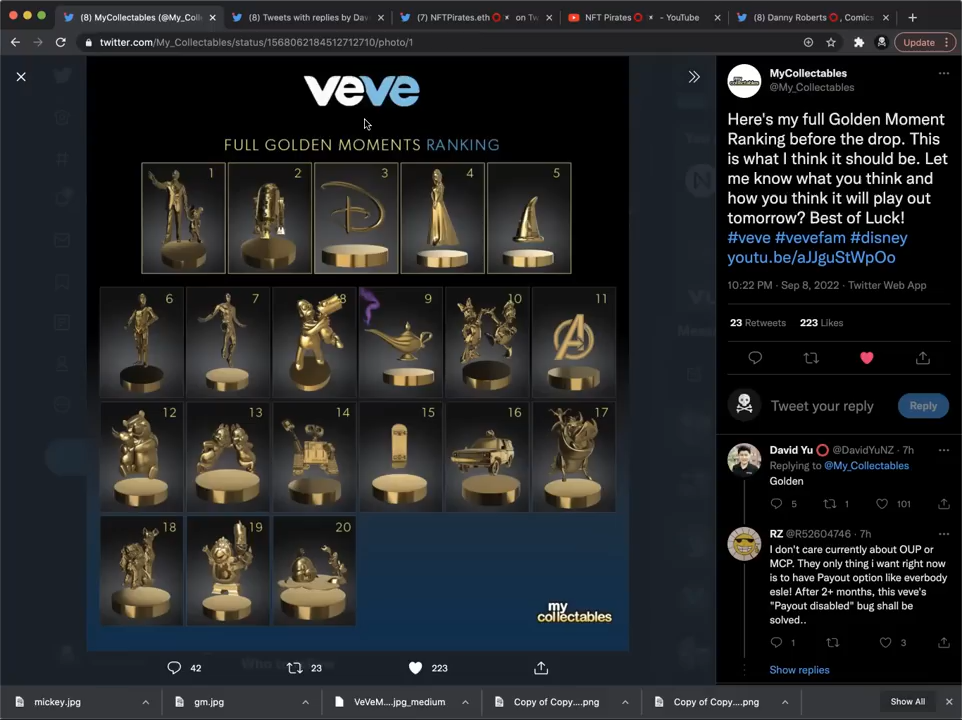 (8) MyCollectables (@My_Coll
(8) Tweets with replies by Dav
(7) NFTPirates.eth
on Tw
NFT Pirates
- YouTube
(8) Danny Roberts
, Comics
twitter.com/My_Collectables/status/1568062184512712710/photo/1
Update
veve
FULL GOLDEN MOMENTS RANKING
1
2
3
4
5
6
7
8
9
10
11
12
13
14
15
16
17
18
19
20
my collectables
42
23
223
MyCollectables
@My_Collectables
Here's my full Golden Moment
Ranking before the drop. This
is what I think it should be. Let
me know what you think and
how you think it will play out
tomorrow? Best of Luck!
#veve #vevefam #disney
youtu.be/aJJguStWpOo
10:22 PM · Sep 8, 2022 · Twitter Web App
23 Retweets 223 Likes
Tweet your reply
Reply
David Yu @DavidYuNZ · 7h
Replying to @My_Collectables
Golden
5 1 101
RZ @R52604746 · 7h
I don't care currently about OUP or
MCP. They only thing i want right now
is to have Payout option like everbody
esle! After 2+ months, this veve's
"Payout disabled" bug shall be
solved..
1 3
Show replies
mickey.jpg
gm.jpg
VeVeM....jpg_medium
Copy of Copy....png
Copy of Copy....png
Show All